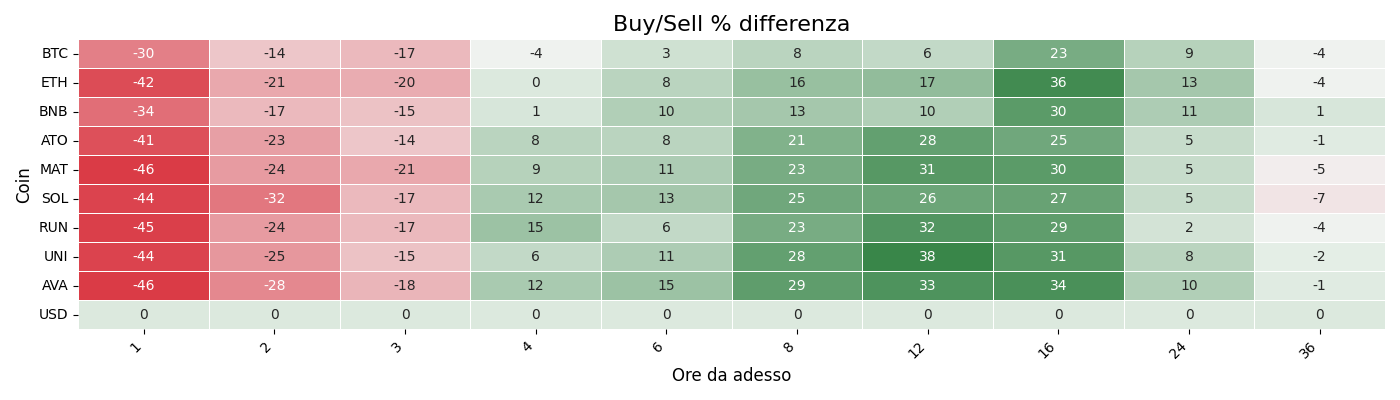 Buy/Sell % differenza
Coin
BTC -30 -14 -17 -4 3 8 6 23 9 -4
ETH -42 -21 -20 0 8 16 17 36 13 -4
BNB -34 -17 -15 1 10 13 10 30 11 1
ATO -41 -23 -14 8 8 21 28 25 5 -1
MAT -46 -24 -21 9 11 23 31 30 5 -5
SOL -44 -32 -17 12 13 25 26 27 5 -7
RUN -45 -24 -17 15 6 23 32 29 2 -4
UNI -44 -25 -15 6 11 28 38 31 8 -2
AVA -46 -28 -18 12 15 29 33 34 10 -1
USD 0 0 0 0 0 0 0 0 0 0
1 2 3 4 6 8 12 16 24 36
Ore da adesso